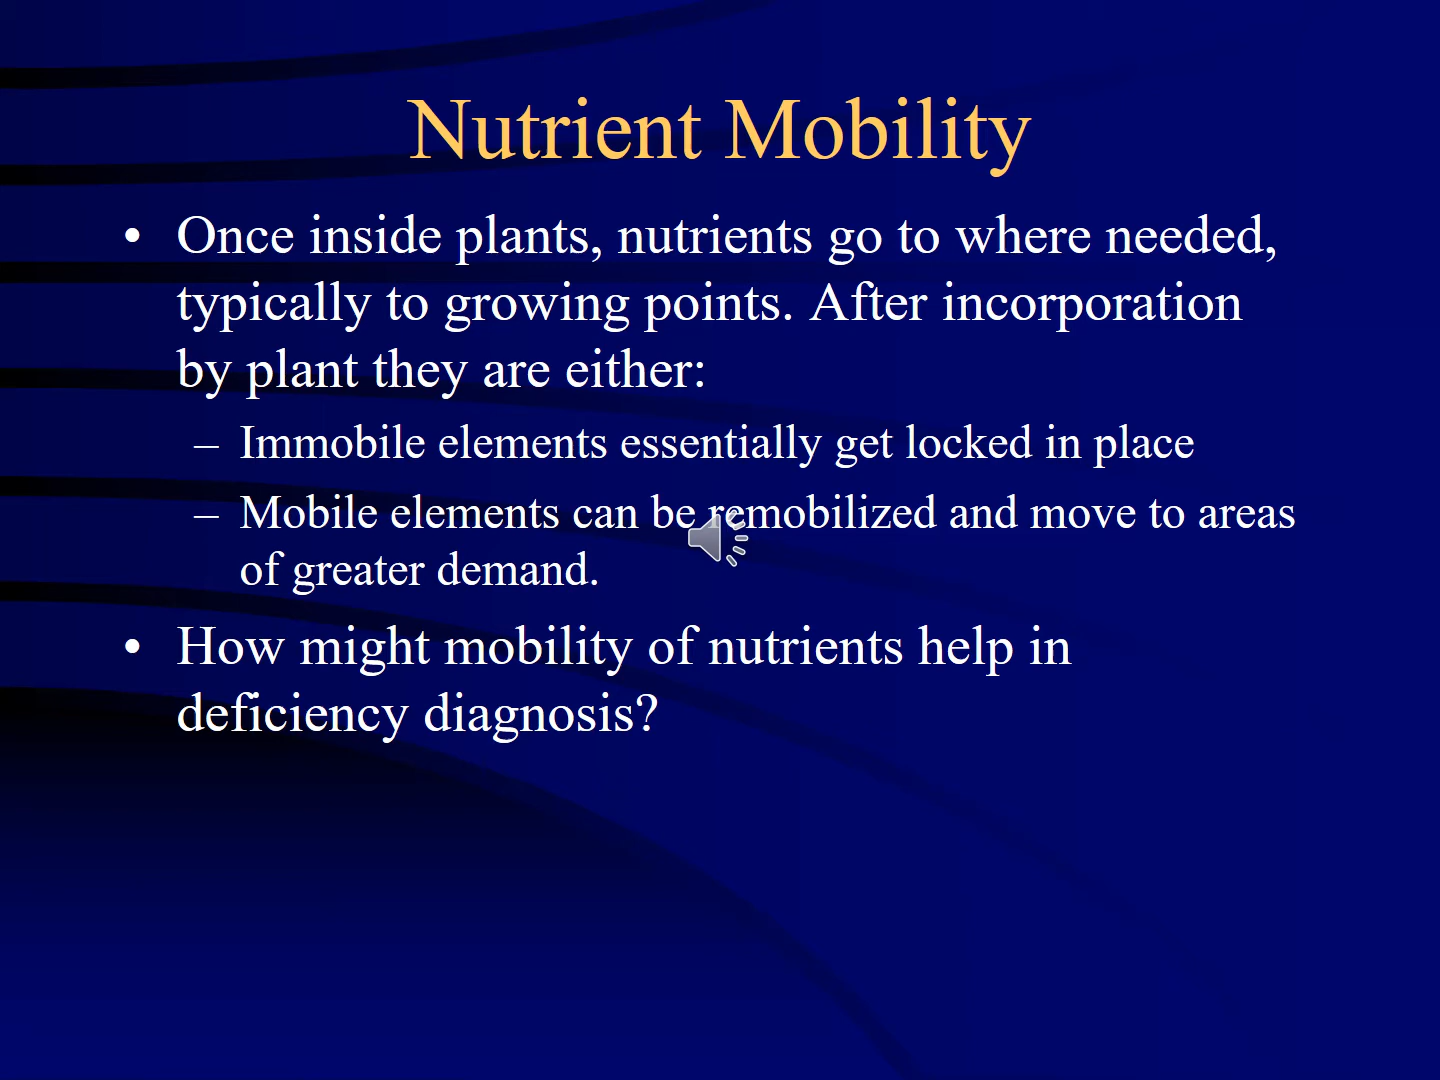 Nutrient Mobility
• Once inside plants, nutrients go to where needed,
typically to growing points. After incorporation
by plant they are either:
– Immobile elements essentially get locked in place
– Mobile elements can be remobilized and move to areas
of greater demand.
• How might mobility of nutrients help in
deficiency diagnosis?